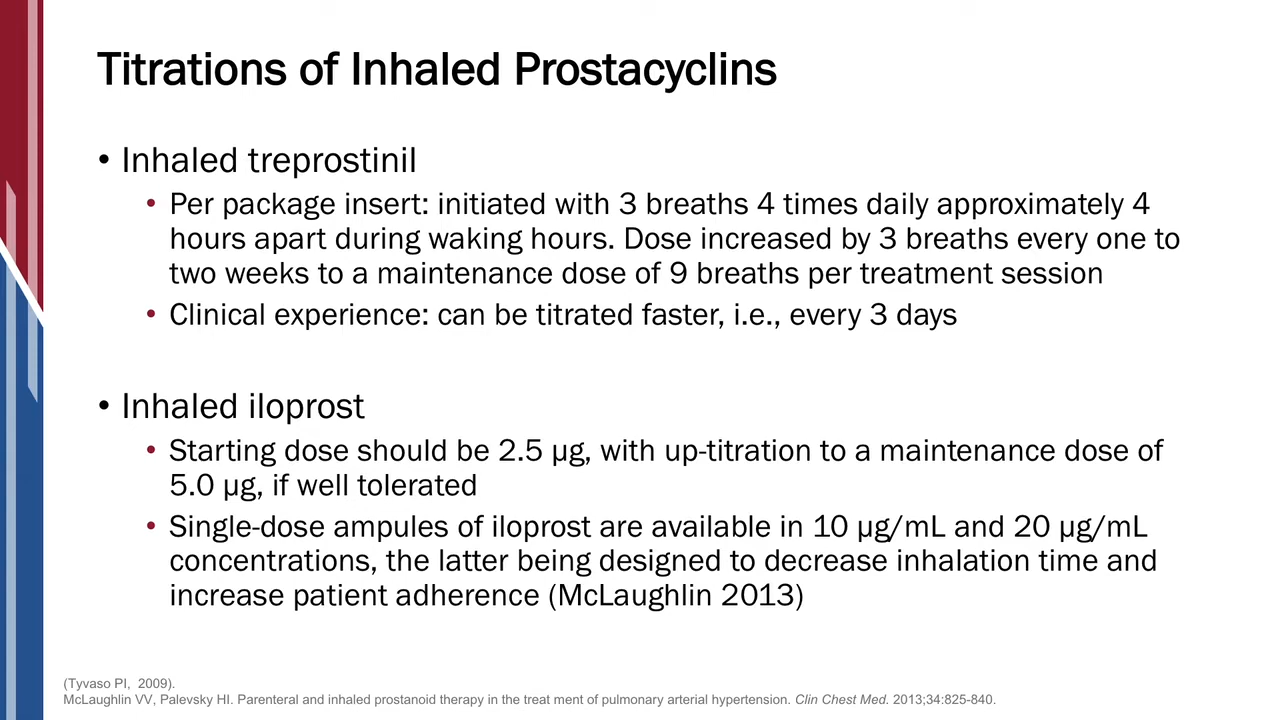 Titrations of Inhaled Prostacyclins
• Inhaled treprostinil
• Per package insert: initiated with 3 breaths 4 times daily approximately 4
hours apart during waking hours. Dose increased by 3 breaths every one to
two weeks to a maintenance dose of 9 breaths per treatment session
• Clinical experience: can be titrated faster, i.e., every 3 days
• Inhaled iloprost
• Starting dose should be 2.5 µg, with up-titration to a maintenance dose of
5.0 µg, if well tolerated
• Single-dose ampules of iloprost are available in 10 µg/mL and 20 µg/mL
concentrations, the latter being designed to decrease inhalation time and
increase patient adherence (McLaughlin 2013)
(Tyvaso PI, 2009).
McLaughlin VV, Palevsky HI. Parenteral and inhaled prostanoid therapy in the treat ment of pulmonary arterial hypertension. Clin Chest Med. 2013;34:825-840.